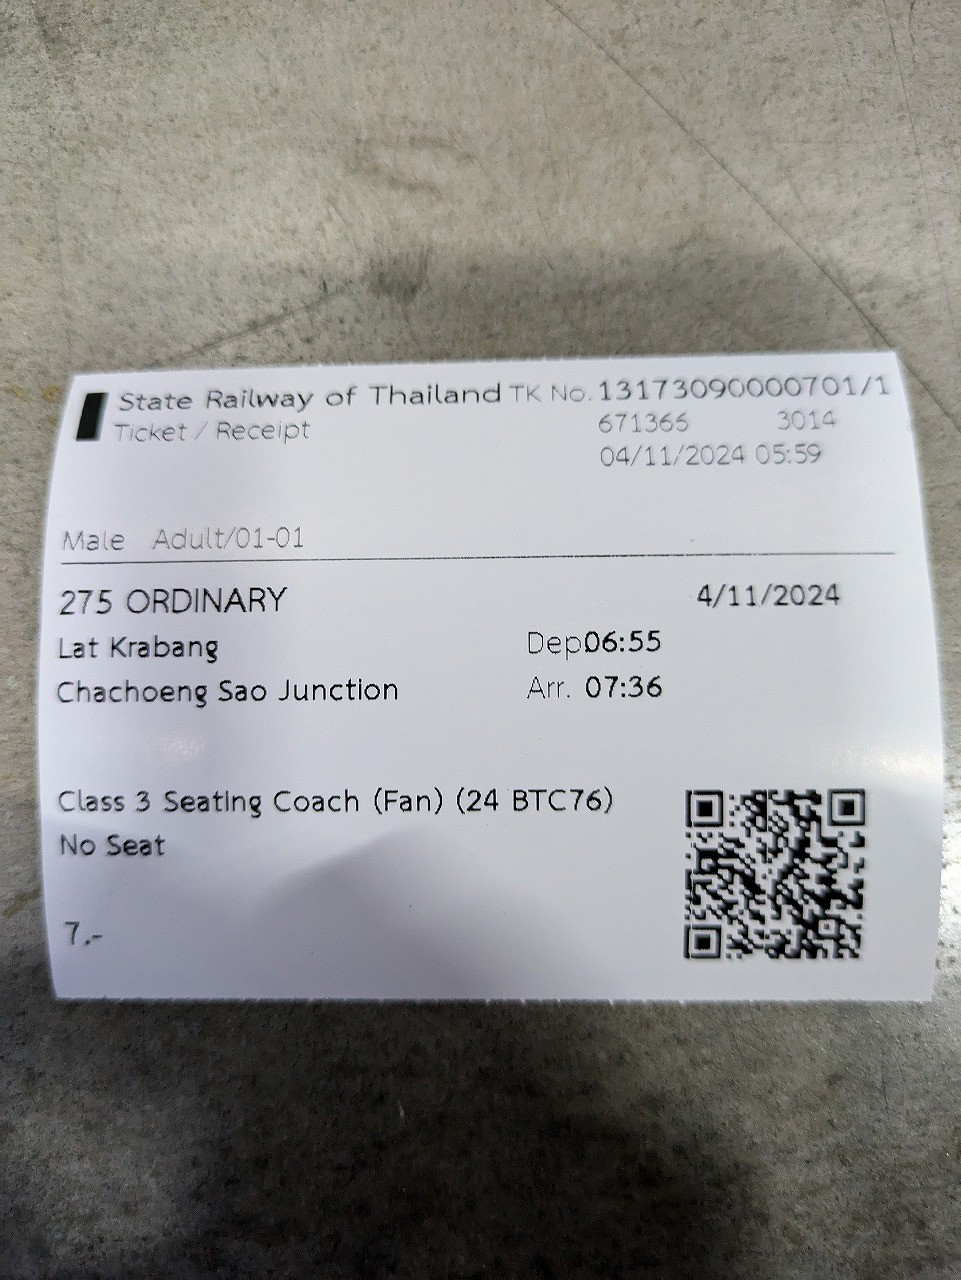 State Railway of Thailand TK No. 13173090000701/1
Ticket / Receipt 671366 3014
04/11/2024 05:59
Male Adult/01-01
275 ORDINARY 4/11/2024
Lat Krabang Dep06:55
Chachoeng Sao Junction Arr. 07:36
Class 3 Seating Coach (Fan) (24 BTC76)
No Seat
7.-